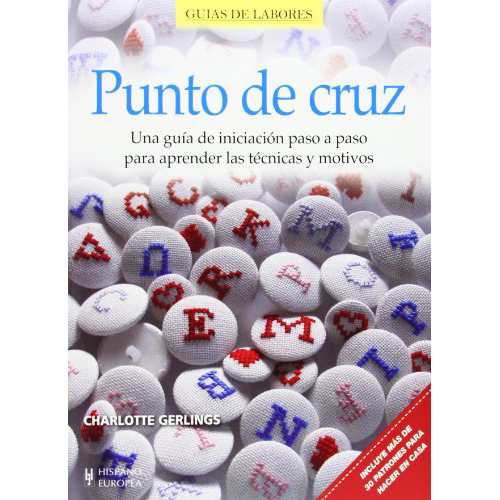 GUIAS DE LABORES
Punto de cruz
Una guía de iniciación paso a paso
para aprender las técnicas y motivos
CHARLOTTE GERLINGS
INCLUYE MÁS DE
30 PATRONES PARA
HACER EN CASA
HISPANO
EUROPEA